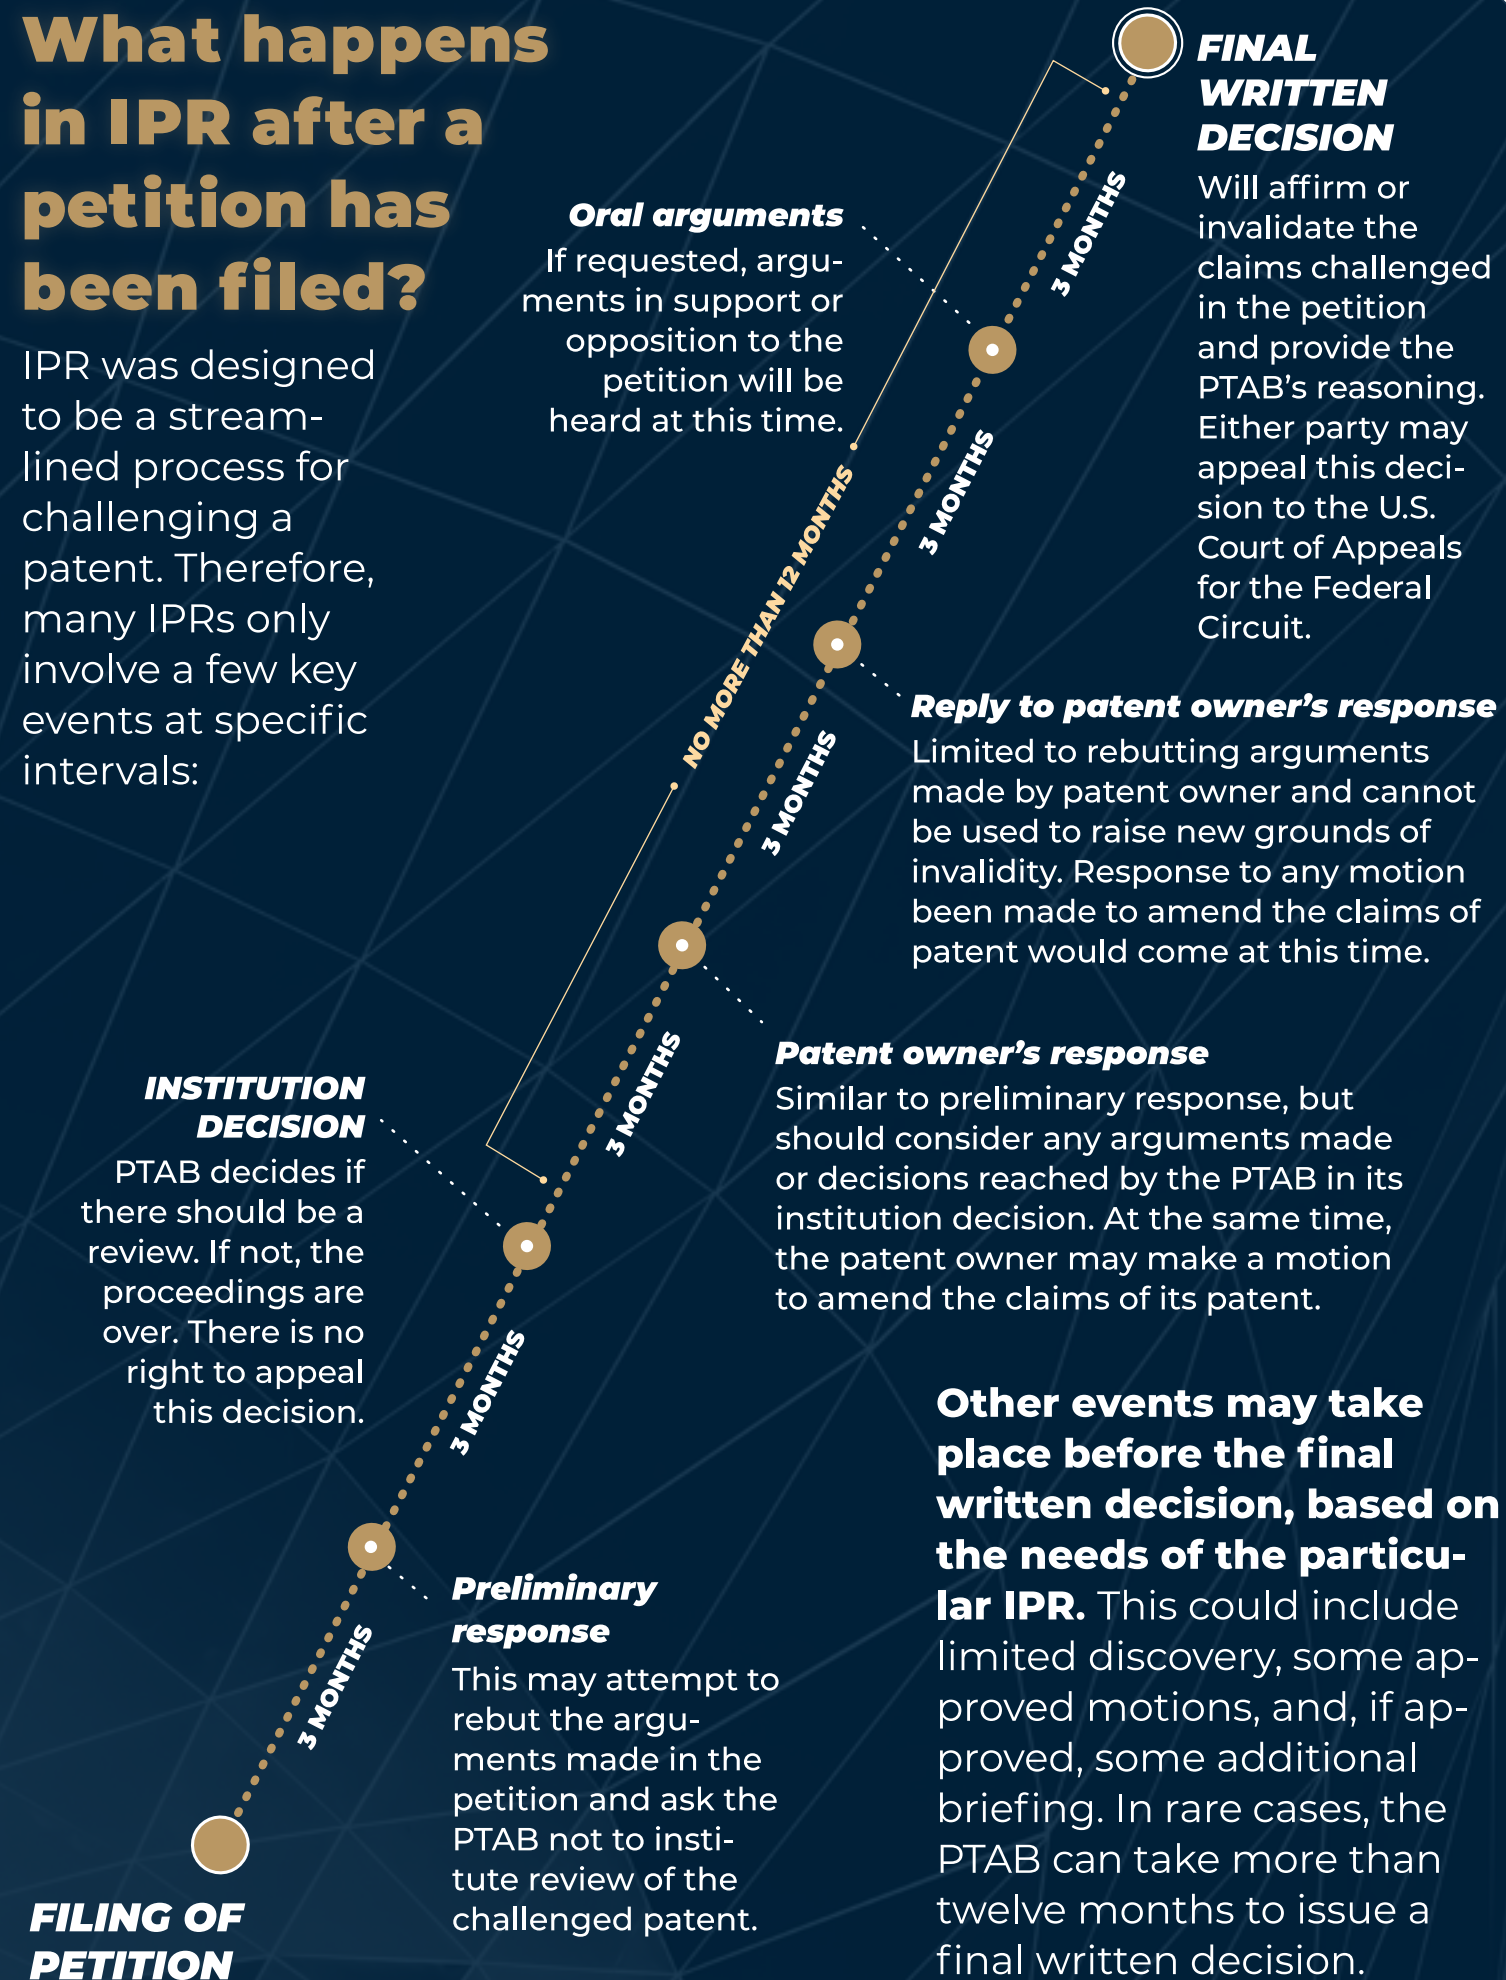 What happens
in IPR after a
petition has
been filed?
IPR was designed
to be a stream-
lined process for
challenging a
patent. Therefore,
many IPRs only
involve a few key
events at specific
intervals:
FINAL
WRITTEN
DECISION
Will affirm or
invalidate the
claims challenged
in the petition
and provide the
PTAB’s reasoning.
Either party may
appeal this deci-
sion to the U.S.
Court of Appeals
for the Federal
Circuit.
3 MONTHS
Oral arguments
If requested, argu-
ments in support or
opposition to the
petition will be
heard at this time.
3 MONTHS
NO MORE THAN 12 MONTHS
Reply to patent owner’s response
Limited to rebutting arguments
made by patent owner and cannot
be used to raise new grounds of
invalidity. Response to any motion
been made to amend the claims of
patent would come at this time.
3 MONTHS
Patent owner’s response
Similar to preliminary response, but
should consider any arguments made
or decisions reached by the PTAB in its
institution decision. At the same time,
the patent owner may make a motion
to amend the claims of its patent.
3 MONTHS
INSTITUTION
DECISION
PTAB decides if
there should be a
review. If not, the
proceedings are
over. There is no
right to appeal
this decision.
3 MONTHS
Preliminary
response
This may attempt to
rebut the argu-
ments made in the
petition and ask the
PTAB not to insti-
tute review of the
challenged patent.
3 MONTHS
FILING OF
PETITION
Other events may take
place before the final
written decision, based on
the needs of the particu-
lar IPR. This could include
limited discovery, some ap-
proved motions, and, if ap-
proved, some additional
briefing. In rare cases, the
PTAB can take more than
twelve months to issue a
final written decision.